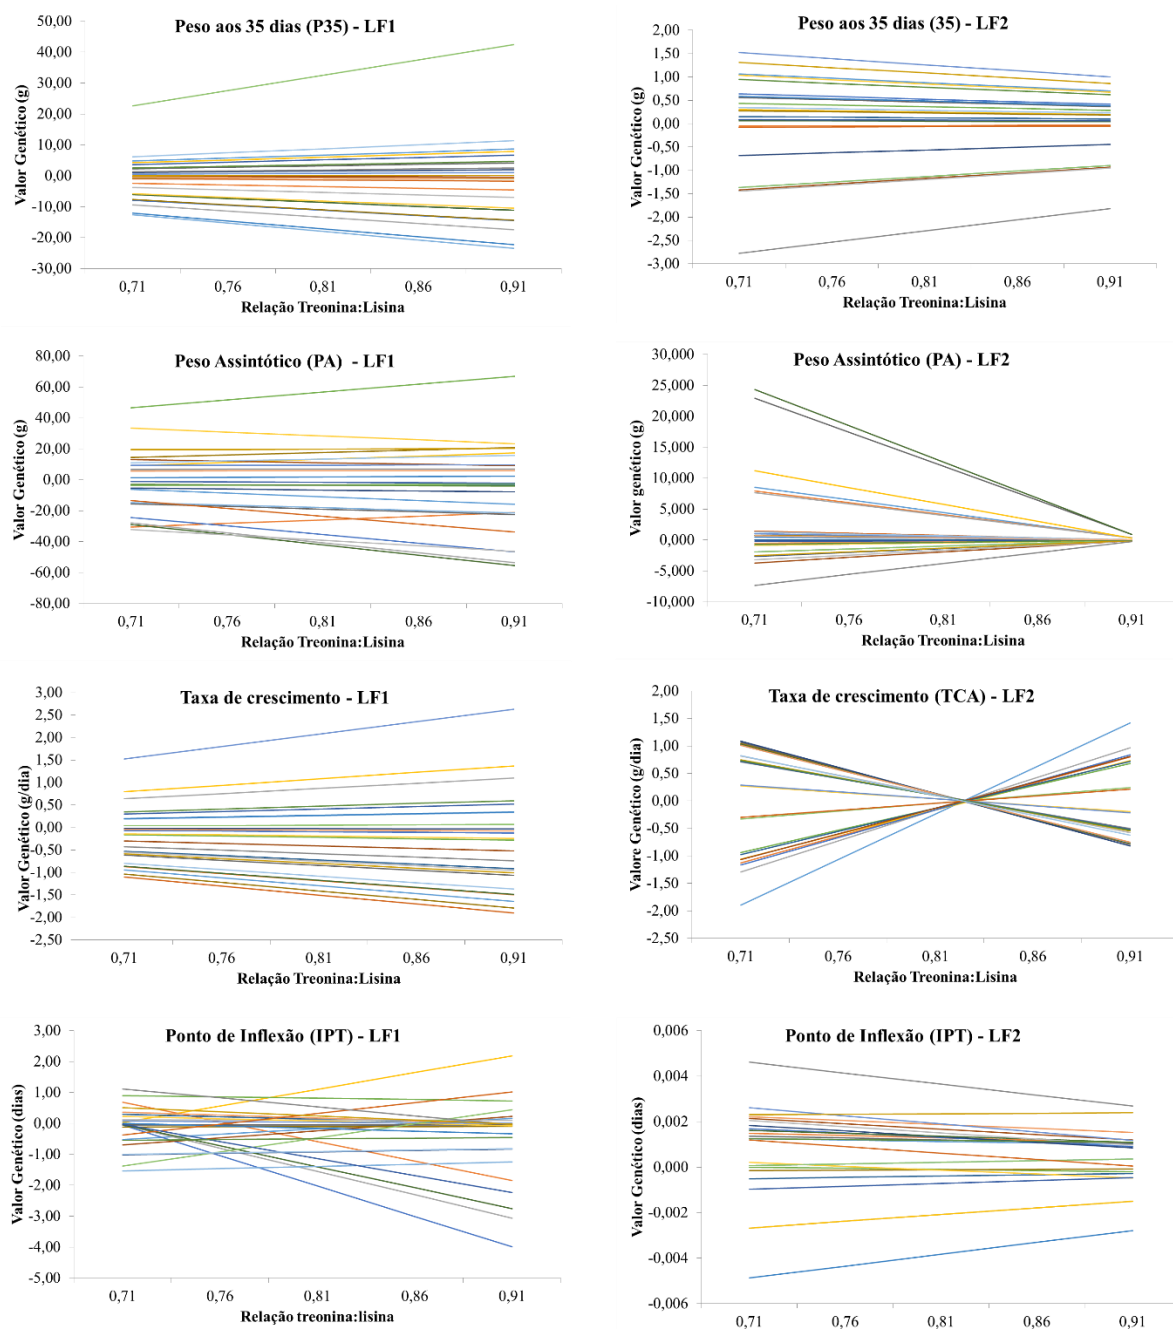 Peso aos 35 dias (P35) - LF1
Valor Genético (g)
50,00
40,00
30,00
20,00
10,00
0,00
-10,00
-20,00
-30,00
0,71 0,76 0,81 0,86 0,91
Relação Treonina:Lisina
Peso aos 35 dias (35) - LF2
Valor Genético (g)
2,00
1,50
1,00
0,50
0,00
-0,50
-1,00
-1,50
-2,00
-2,50
-3,00
0,71 0,76 0,81 0,86 0,91
Relação Treonina:Lisina
Peso Assintótico (PA) - LF1
Valor Genético (g)
80,00
60,00
40,00
20,00
0,00
-20,00
-40,00
-60,00
-80,00
0,71 0,76 0,81 0,86 0,91
Relação Treonina:Lisina
Peso Assintótico (PA) - LF2
Valor genético (g)
30,000
25,000
20,000
15,000
10,000
5,000
0,000
-5,000
-10,000
0,71 0,76 0,81 0,86 0,91
Relação Treonina:Lisina
Taxa de crescimento - LF1
Valor Genético (g/dia)
3,00
2,50
2,00
1,50
1,00
0,50
0,00
-0,50
-1,00
-1,50
-2,00
-2,50
0,71 0,76 0,81 0,86 0,91
Relação Treonina:Lisina
Taxa de crescimento (TCA) - LF2
Valorc Genético (g/dia)
2,00
1,50
1,00
0,50
0,00
-0,50
-1,00
-1,50
-2,00
-2,50
0,71 0,76 0,81 0,86 0,91
Relação Treonina:Lisina
Ponto de Inflexão (IPT) - LF1
Valor Genético (dias)
3,00
2,00
1,00
0,00
-1,00
-2,00
-3,00
-4,00
-5,00
0,71 0,76 0,81 0,86 0,91
Relação treonina:lisina
Ponto de Inflexão (IPT) - LF2
Valor Genético (dias)
0,006
0,004
0,002
0,000
-0,002
-0,004
-0,006
0,71 0,76 0,81 0,86 0,91